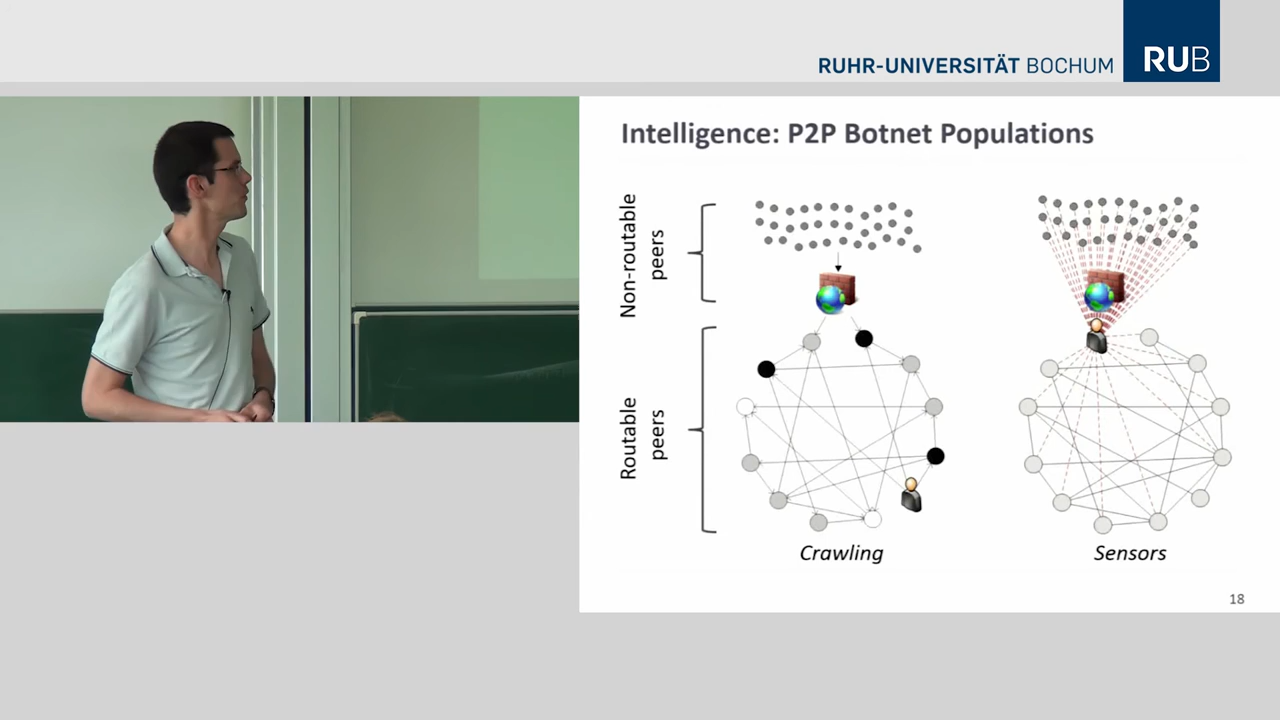 RUHR-UNIVERSITÄT BOCHUM
RUB
Intelligence: P2P Botnet Populations
Non-routable
peers
Routable
peers
Crawling
Sensors
18